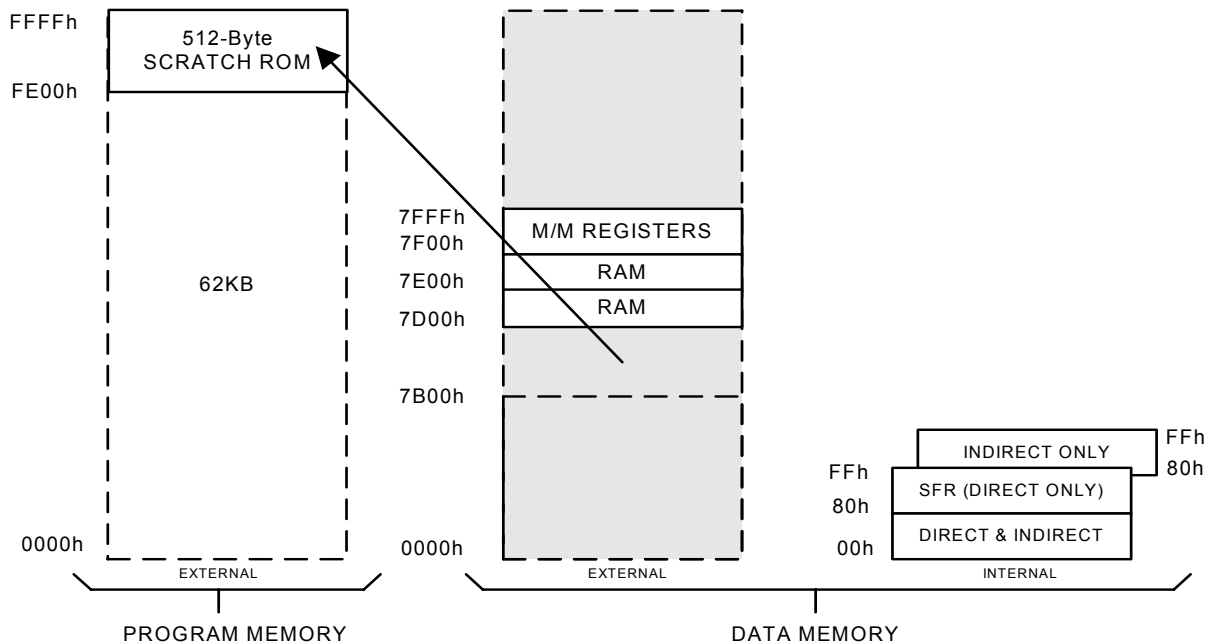 FFFFh
512-Byte
SCRATCH ROM
FE00h
62KB
0000h
EXTERNAL
PROGRAM MEMORY
7FFFh
M/M REGISTERS
7F00h
RAM
7E00h
RAM
7D00h
7B00h
0000h
EXTERNAL
INDIRECT ONLY
FFh
80h
FFh
SFR (DIRECT ONLY)
80h
DIRECT & INDIRECT
00h
INTERNAL
DATA MEMORY